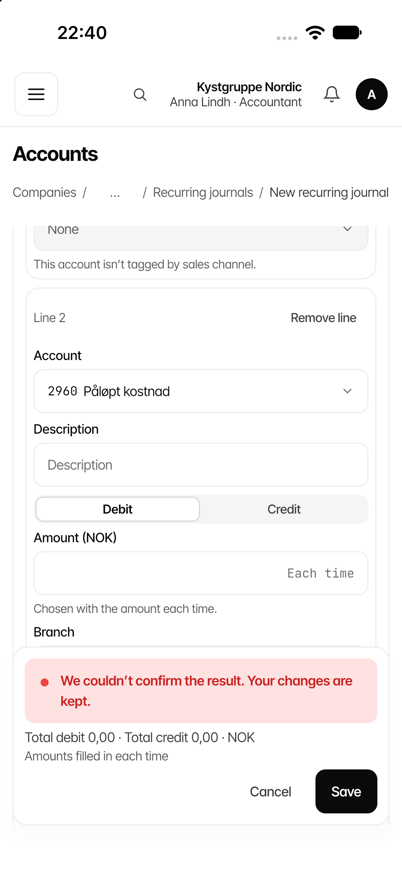 22:40
Kystgruppe Nordic
Anna Lindh · Accountant
A
Accounts
Companies / ... / Recurring journals / New recurring journal
None
This account isn’t tagged by sales channel.
Line 2 Remove line
Account
2960 Påløpt kostnad
Description
Description
Debit Credit
Amount (NOK)
Each time
Chosen with the amount each time.
Branch
We couldn’t confirm the result. Your changes are
kept.
Total debit 0,00 · Total credit 0,00 · NOK
Amounts filled in each time
Cancel Save